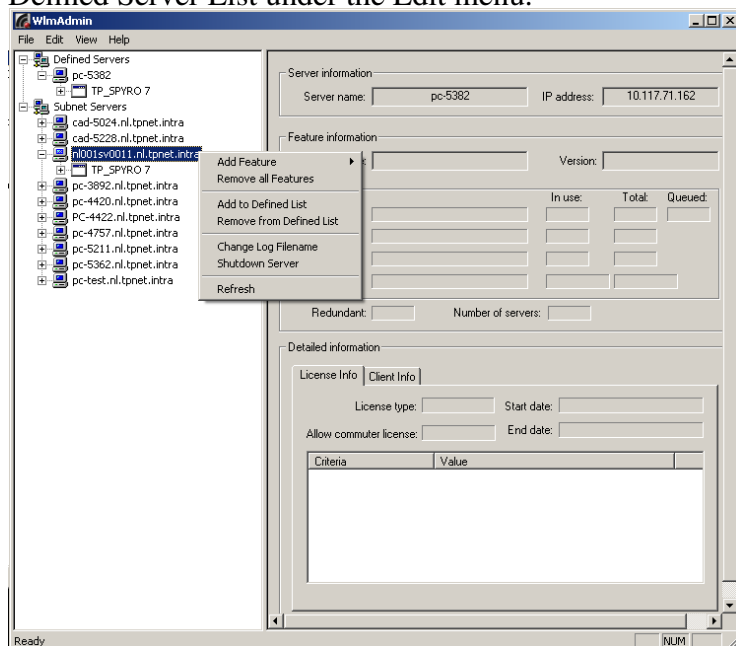 Defined Server List under the Edit menu.
WlmAdmin
File Edit View Help
Defined Servers
pc-5382
TP_SPYRO 7
Subnet Servers
cad-5024.nl.tpnet.intra
cad-5228.nl.tpnet.intra
nl001sv0011.nl.tpnet.intra
TP_SPYRO 7
pc-3892.nl.tpnet.intra
pc-4420.nl.tpnet.intra
PC-4422.nl.tpnet.intra
pc-4757.nl.tpnet.intra
pc-5211.nl.tpnet.intra
pc-5362.nl.tpnet.intra
pc-test.nl.tpnet.intra
Add Feature
Remove all Features
Add to Defined List
Remove from Defined List
Change Log Filename
Shutdown Server
Refresh
Server information
Server name: pc-5382 IP address: 10.117.71.162
Feature information
Version:
In use: Total: Queued:
Redundant: Number of servers:
Detailed information
License Info Client Info
License type: Start date:
Allow commuter license: End date:
Criteria Value
Ready NUM